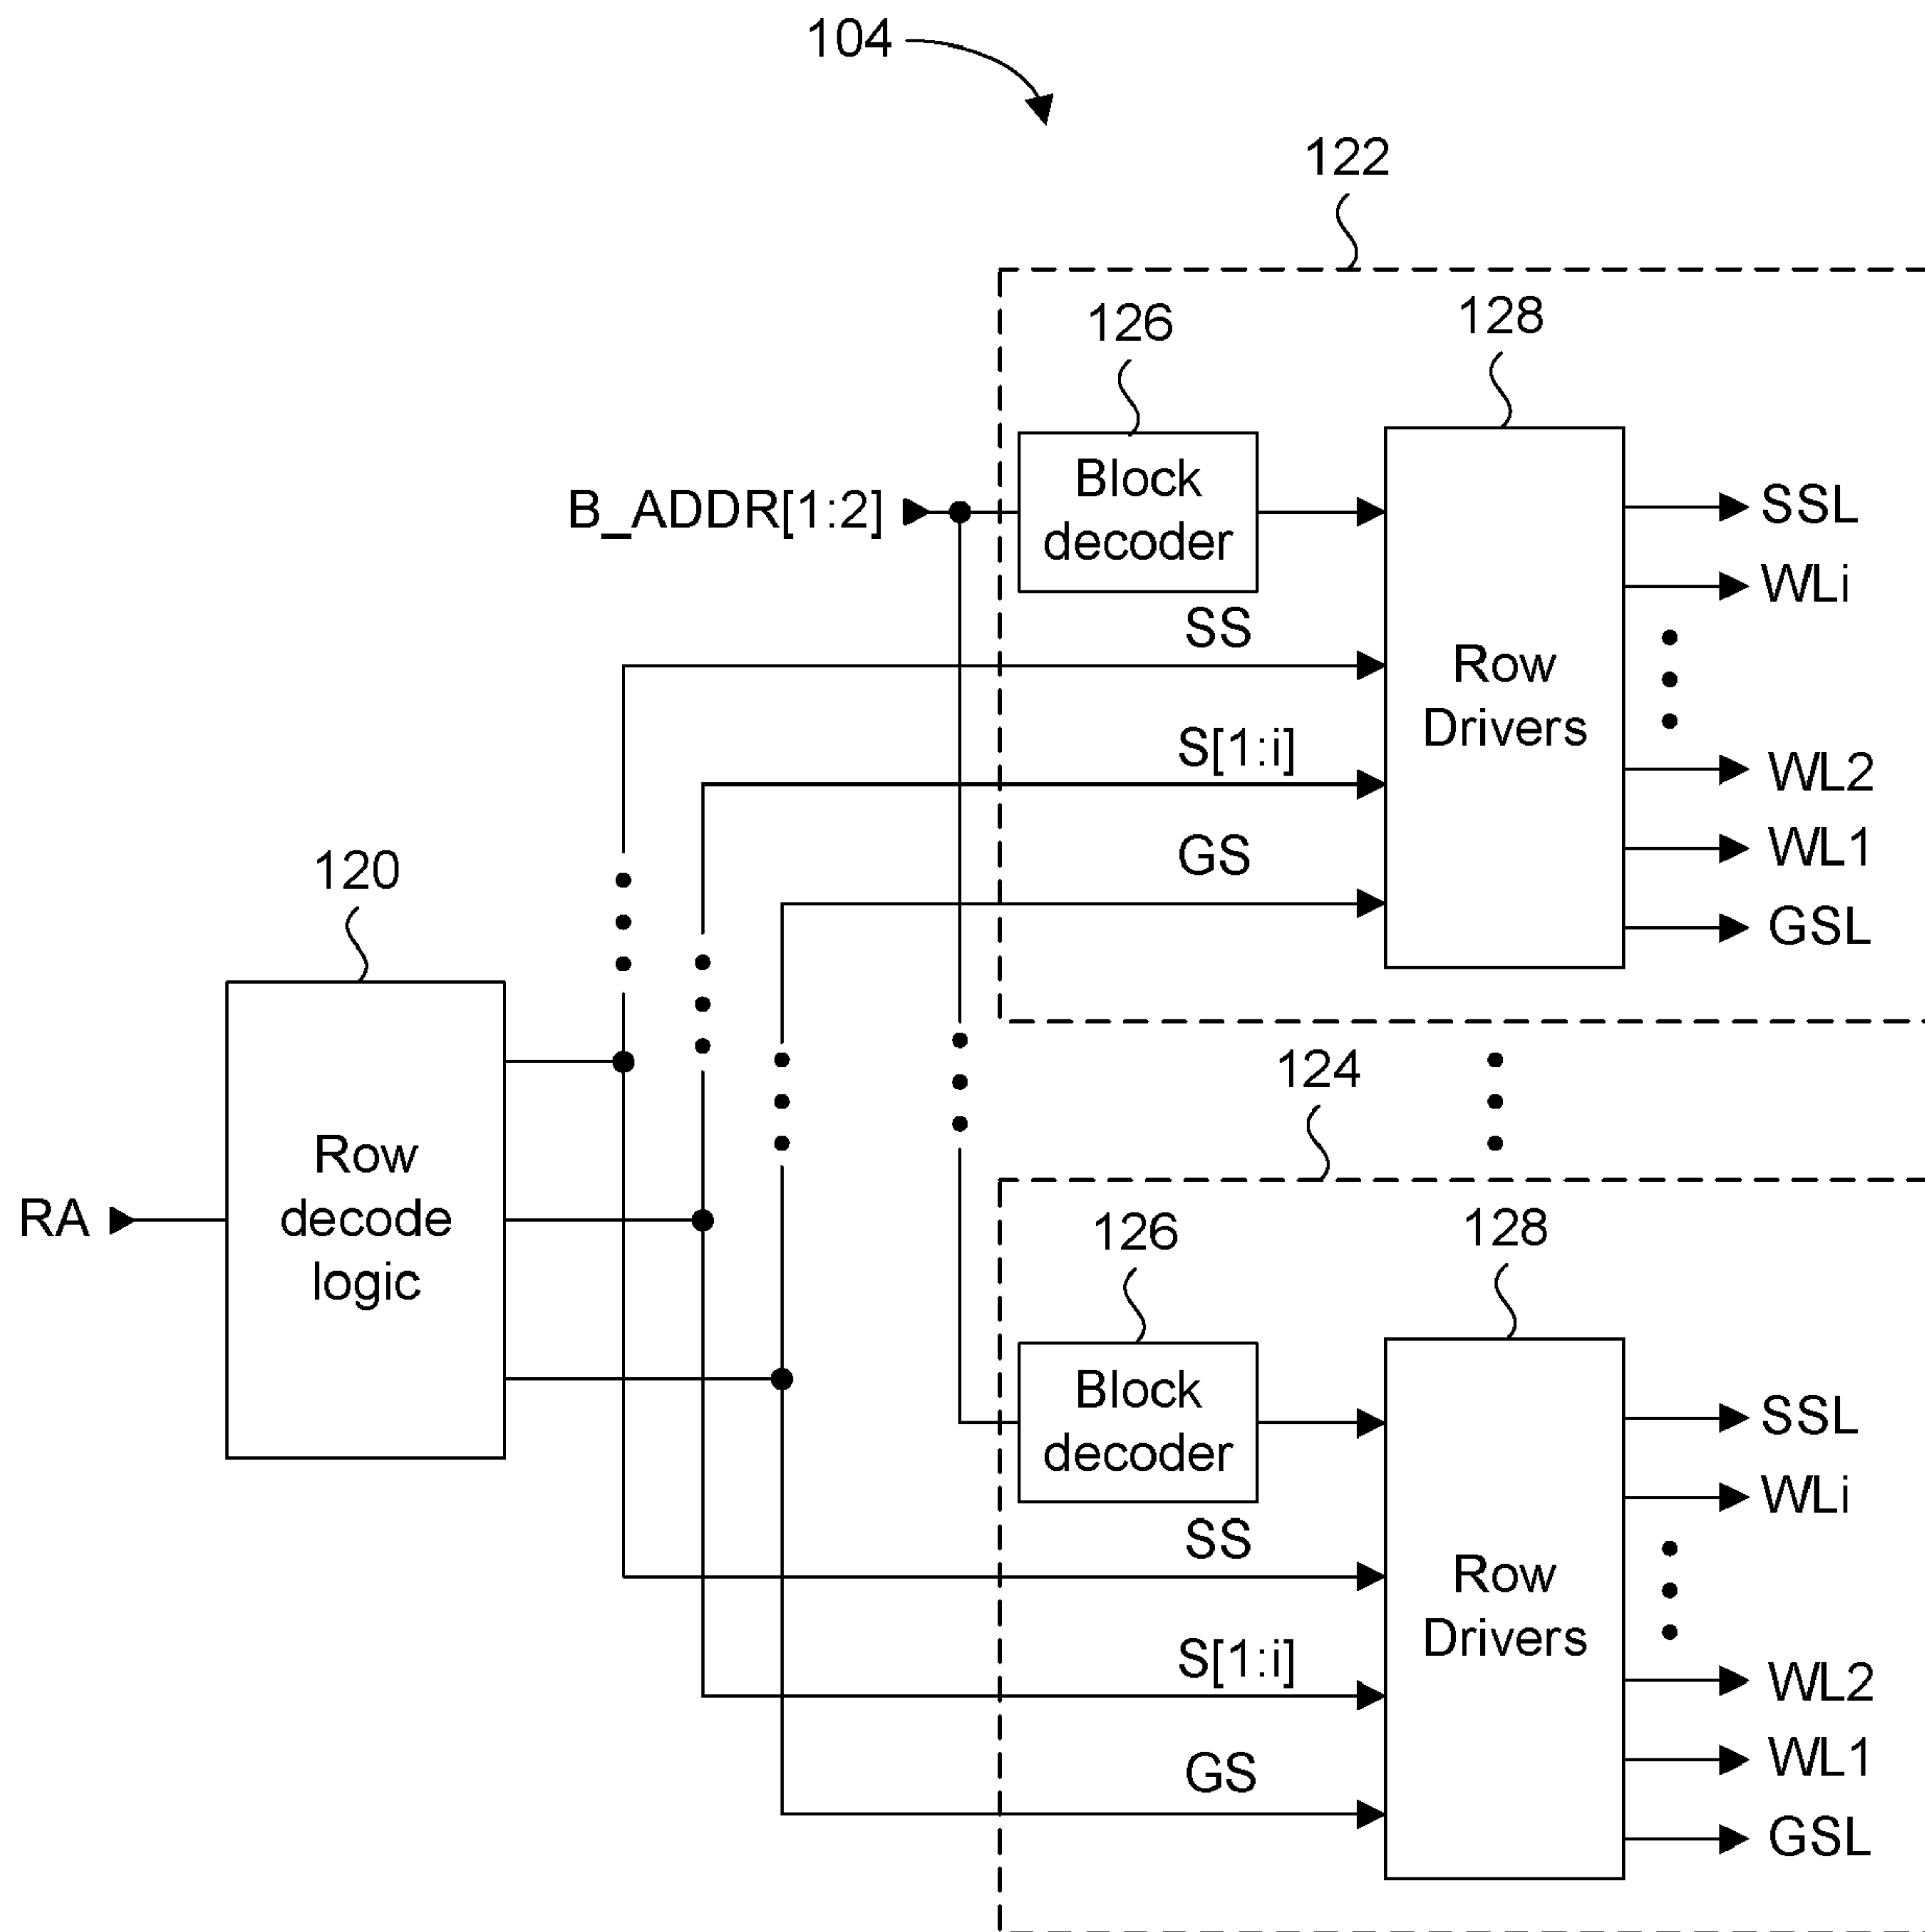 104
122
126
128
B_ADDR[1:2]
Block
decoder
SSL
WLi
SS
Row
Drivers
S[1:i]
WL2
GS
WL1
GSL
120
124
Row
decode
logic
RA
126
128
Block
decoder
SSL
WLi
SS
Row
Drivers
S[1:i]
WL2
GS
WL1
GSL